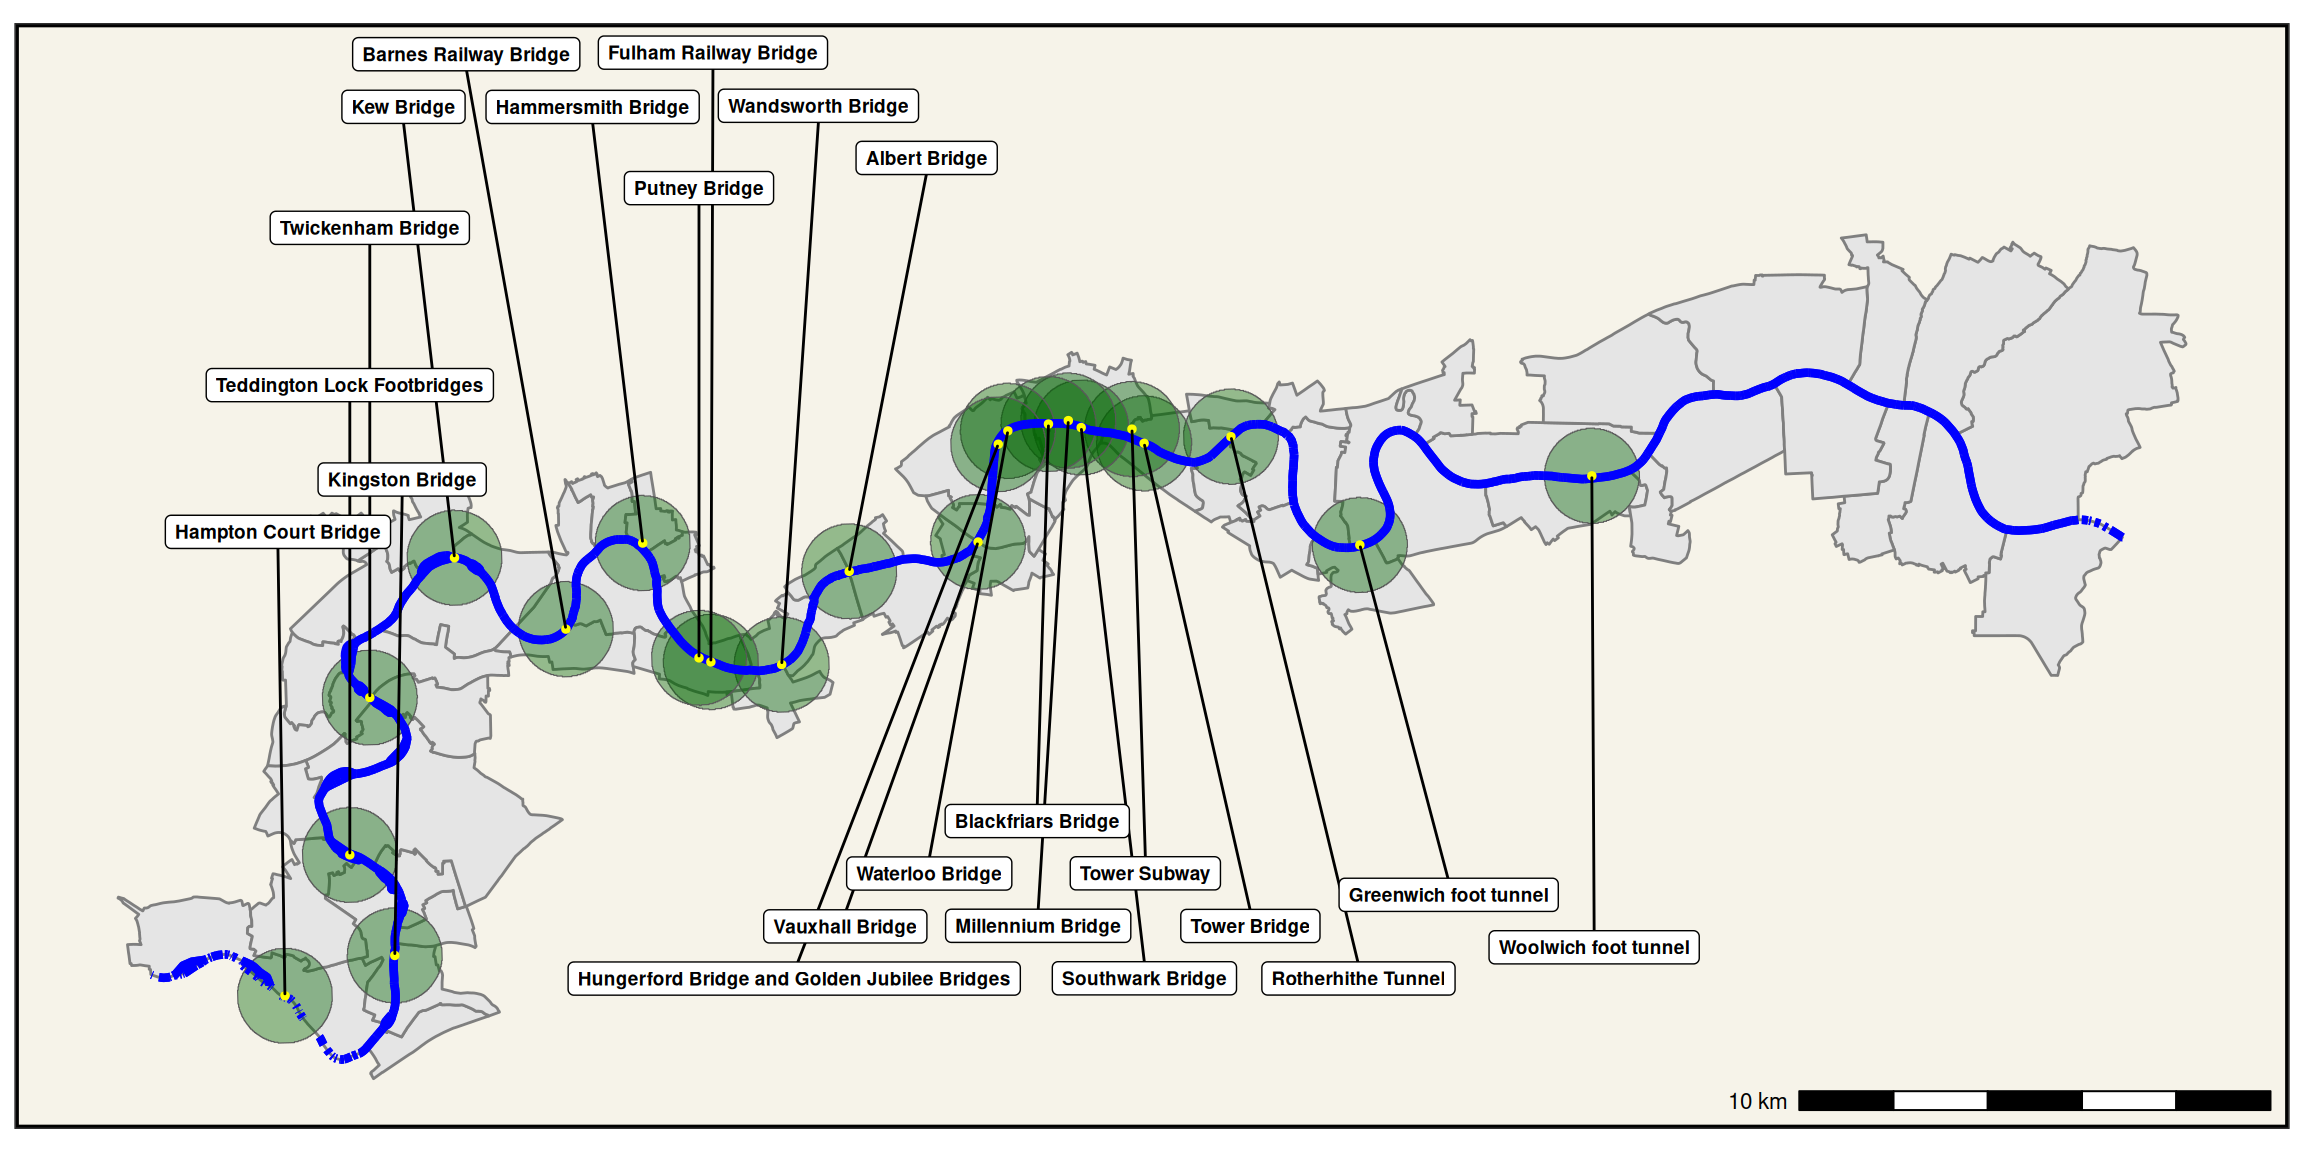 Barnes Railway Bridge
Fulham Railway Bridge
Kew Bridge
Hammersmith Bridge
Wandsworth Bridge
Albert Bridge
Putney Bridge
Twickenham Bridge
Teddington Lock Footbridges
Kingston Bridge
Hampton Court Bridge
Blackfriars Bridge
Waterloo Bridge
Tower Subway
Greenwich foot tunnel
Vauxhall Bridge
Millennium Bridge
Tower Bridge
Woolwich foot tunnel
Hungerford Bridge and Golden Jubilee Bridges
Southwark Bridge
Rotherhithe Tunnel
10 km